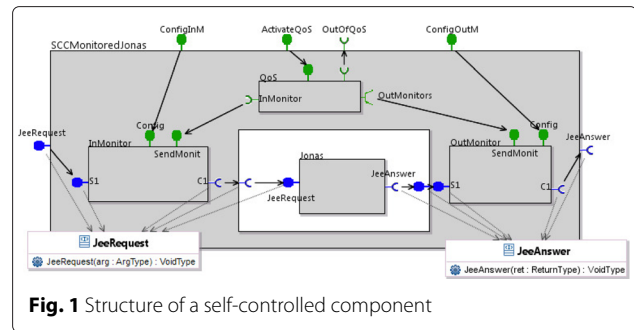 ConfigInM
ActivateQoS
OutOfQoS
ConfigOutM
SCCMonitoredJonas
QoS
InMonitor
OutMonitors
JeeRequest
InMonitor
Config
SendMonit
S1
C1
Jonas
JeeRequest
JeeAnswer
OutMonitor
Config
SendMonit
S1
C1
JeeAnswer
JeeRequest
JeeRequest(arg : ArgType) : VoidType
JeeAnswer
JeeAnswer(ret : ReturnType) : VoidType
Fig. 1 Structure of a self-controlled component